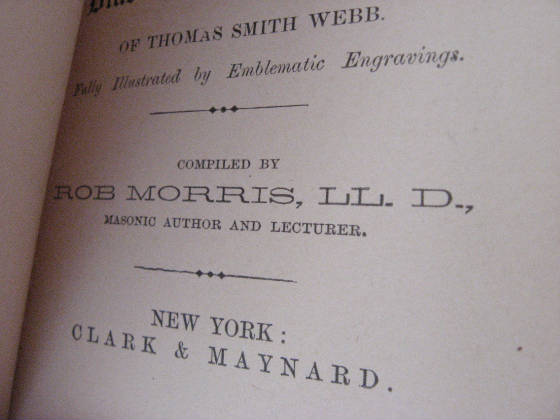 OF THOMAS SMITH WEBB.
Fully Illustrated by Emblematic Engravings.
COMPILED BY
ROB MORRIS, LL. D.,
MASONIC AUTHOR AND LECTURER.
NEW YORK:
CLARK & MAYNARD.